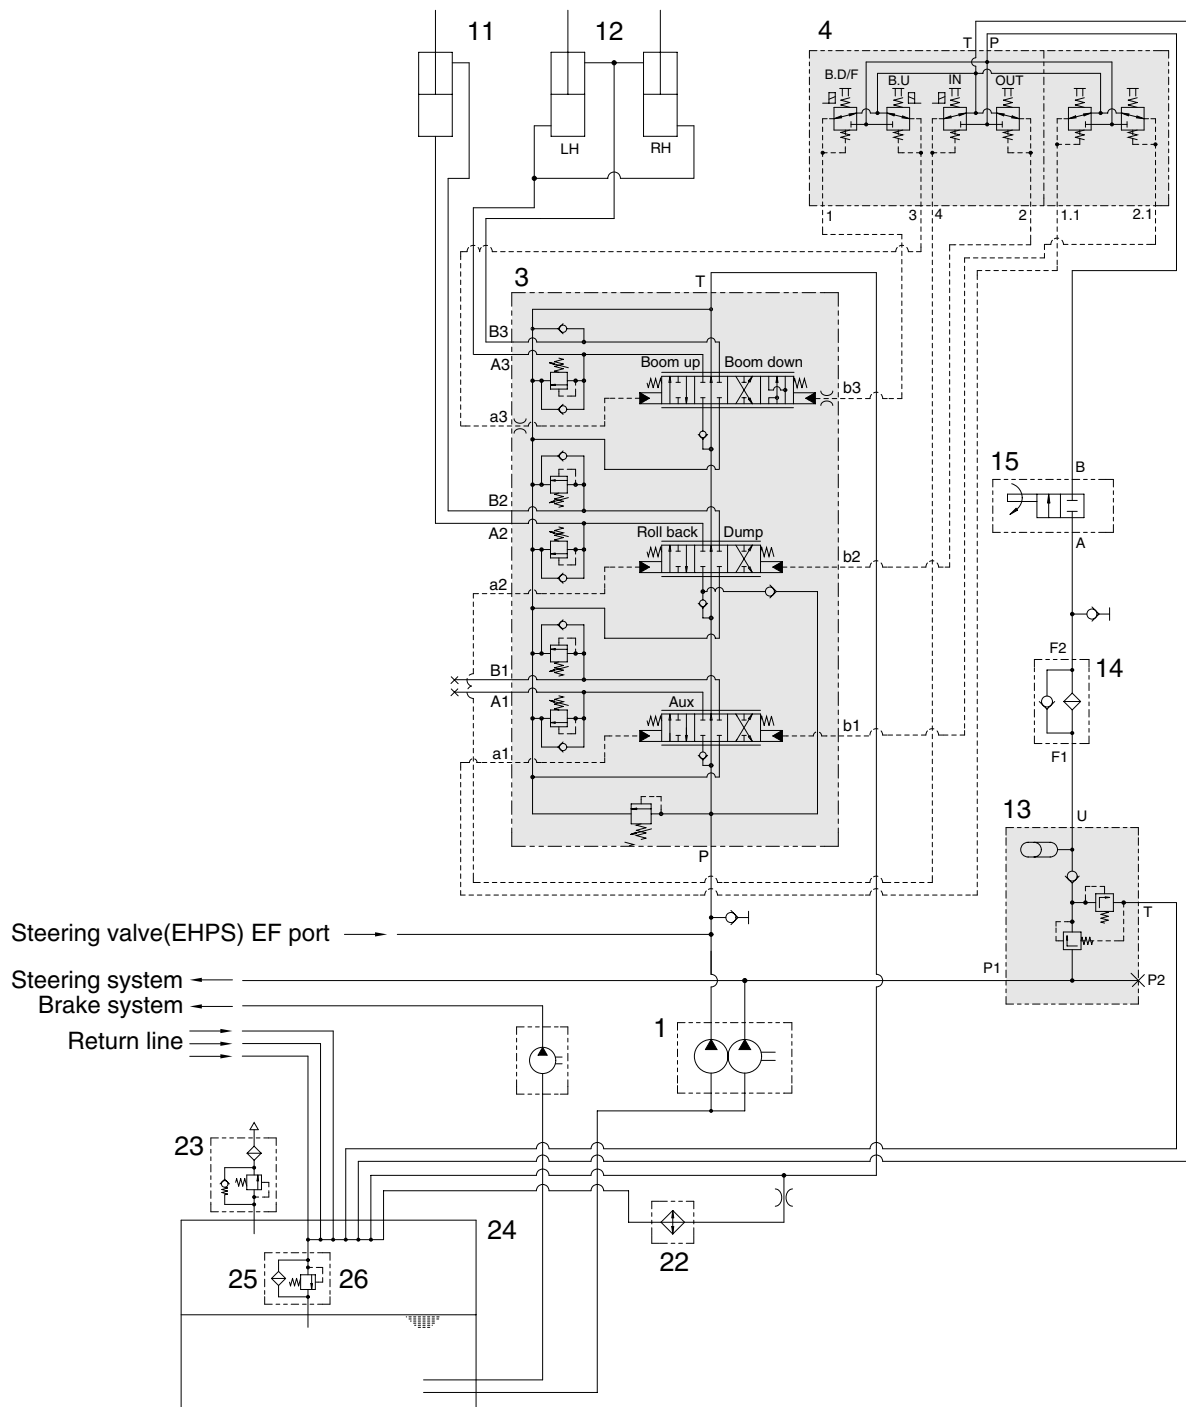 11
12
4
T
P
B.D/F
B.U
IN
OUT
LH
RH
1
3
4
2
1.1
2.1
3
T
B3
A3
Boom up
Boom down
b3
a3
15
B
B2
A2
Roll back
Dump
b2
A
a2
F2
14
B1
A1
Aux
b1
a1
F1
13
U
P
T
Steering valve(EHPS) EF port
Steering system
P1
P2
Brake system
1
Return line
23
24
22
25
26